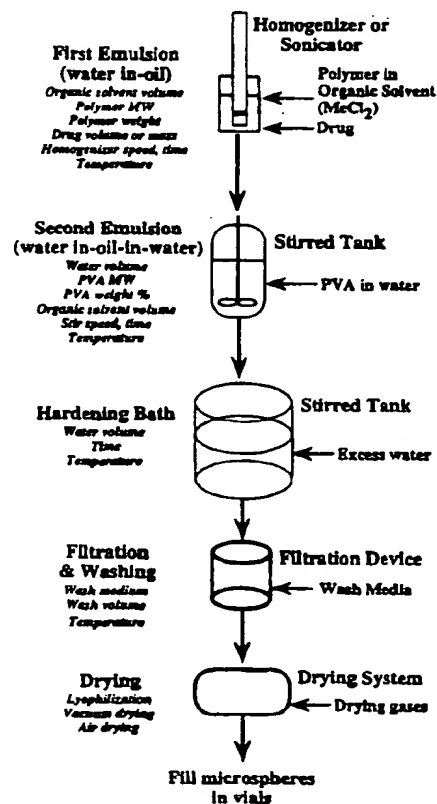 First Emulsion
(water in-oil)
Organic solvent volume
Polymer MW
Polymer weight
Drug volume or mass
Homogenizer speed, time
Temperature
Homogenizer or
Sonicator
Polymer in
Organic Solvent
(MeCl₂)
Drug
Second Emulsion
(water in-oil-in-water)
Water volume
PVA MW
PVA weight %
Organic solvent volume
Stir speed, time
Temperature
Stirred Tank
PVA in water
Hardening Bath
Water volume
Time
Temperature
Stirred Tank
Excess water
Filtration
& Washing
Wash medium
Wash volume
Temperature
Filtration Device
Wash Media
Drying
Lyophilization
Vacuum drying
Air drying
Drying System
Drying gases
Fill microspheres
in vials